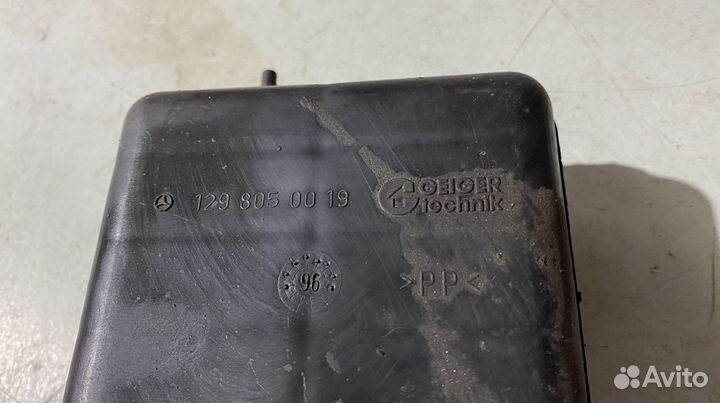 129 805 00 19
GEIGER
technik
96
>PP<
Avito